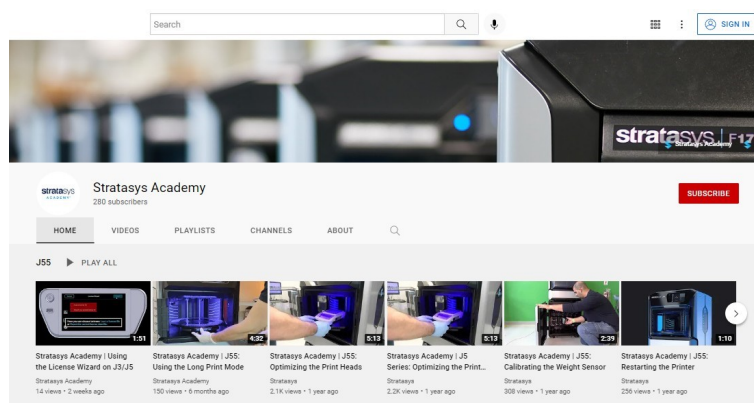 Search
SIGN IN
stratasys | F17
Stratasys Academy
stratasys
ACADEMY
Stratasys Academy
280 subscribers
SUBSCRIBE
HOME
VIDEOS
PLAYLISTS
CHANNELS
ABOUT
J55
PLAY ALL
1:51
4:32
5:13
5:13
2:39
1:10
Stratasys Academy | Using
the License Wizard on J3/J5
Stratasys Academy
14 views • 2 weeks ago
Stratasys Academy | J55:
Using the Long Print Mode
Stratasys Academy
150 views • 6 months ago
Stratasys Academy | J55:
Optimizing the Print Heads
Stratasys
2.1K views • 1 year ago
Stratasys Academy | J5
Series: Optimizing the Print...
Stratasys
2.2K views • 1 year ago
Stratasys Academy | J55:
Calibrating the Weight Sensor
Stratasys
308 views • 1 year ago
Stratasys Academy | J55:
Restarting the Printer
Stratasys
256 views • 1 year ago